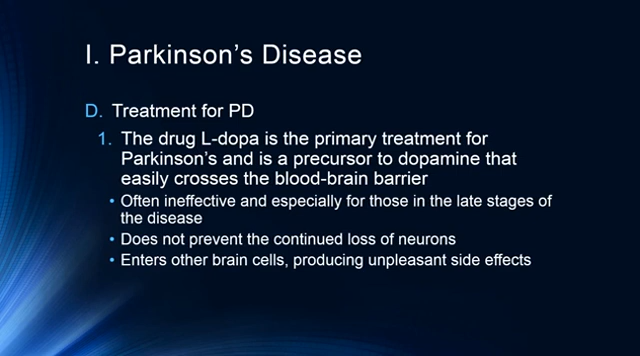 I. Parkinson's Disease
D. Treatment for PD
1. The drug L-dopa is the primary treatment for
Parkinson's and is a precursor to dopamine that
easily crosses the blood-brain barrier
• Often ineffective and especially for those in the late stages of
the disease
• Does not prevent the continued loss of neurons
• Enters other brain cells, producing unpleasant side effects